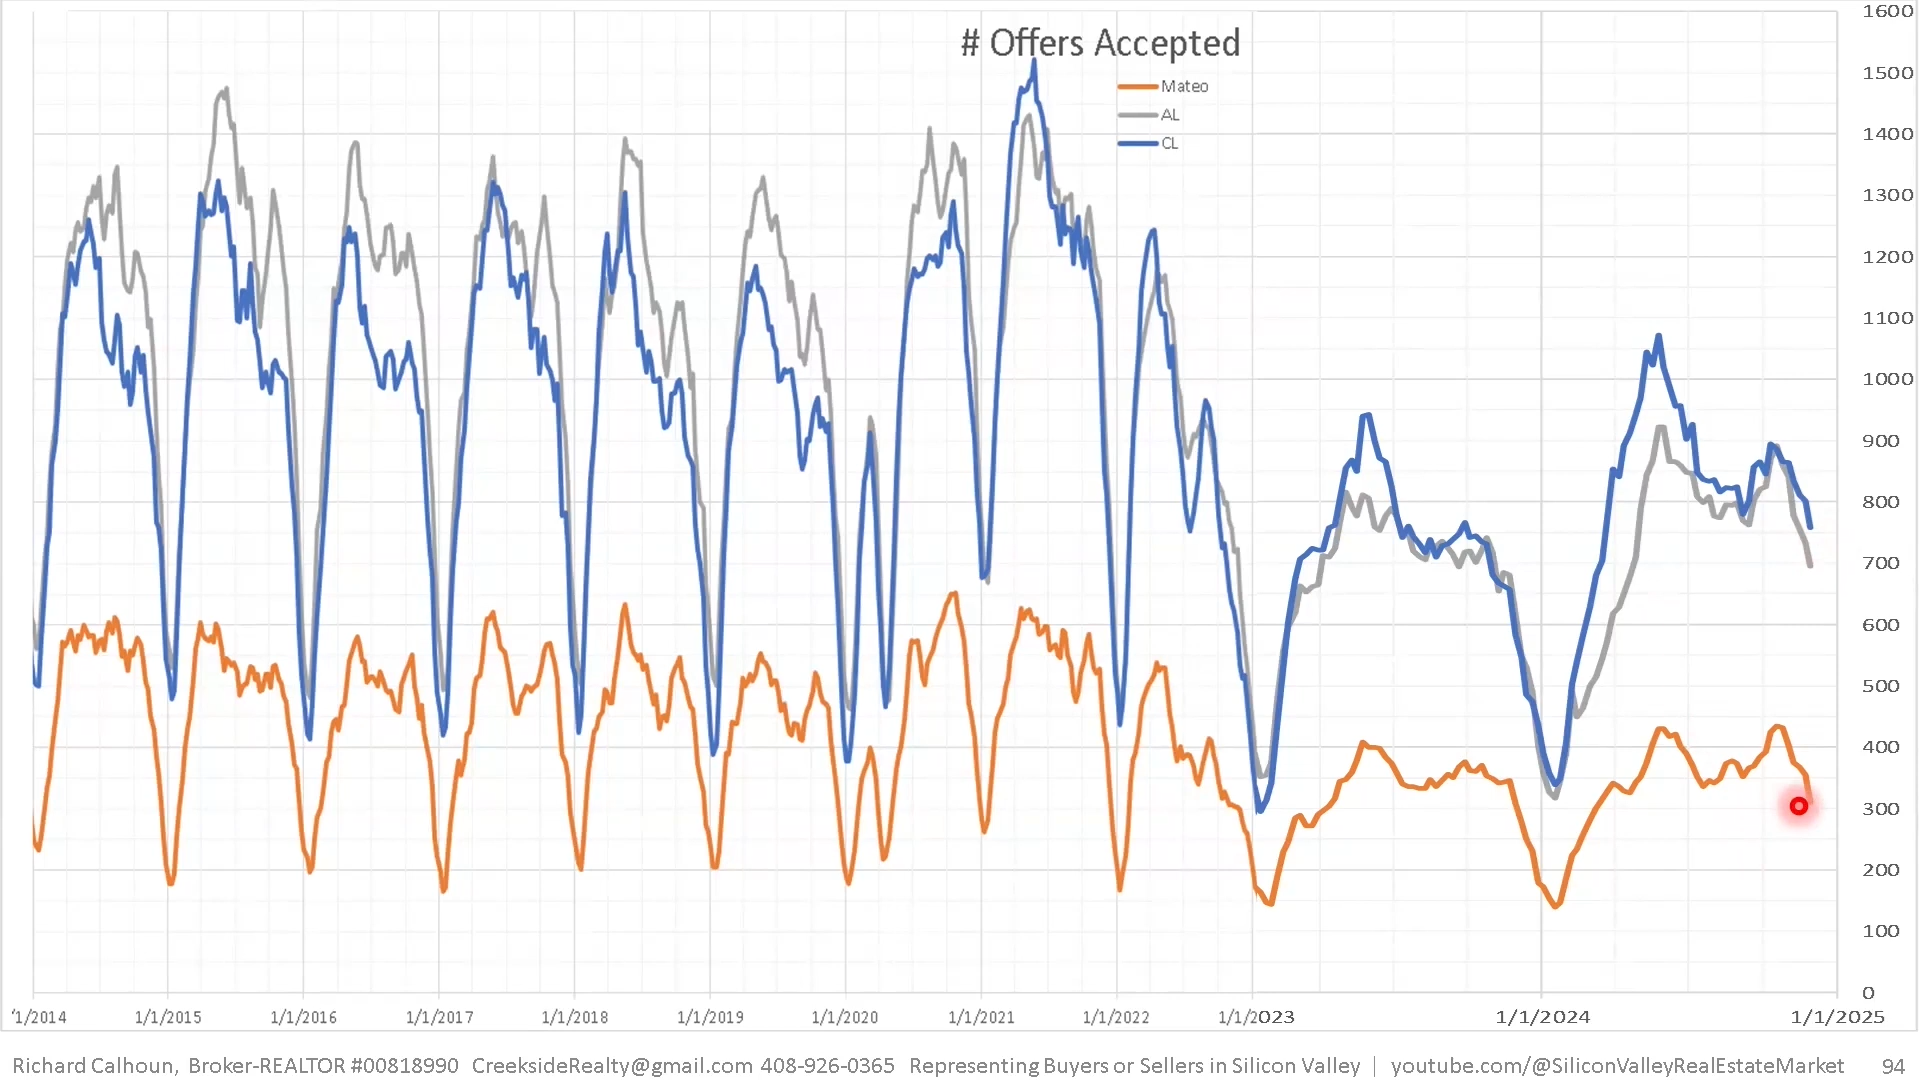 # Offers Accepted
Mateo
AL
CL
1600
1500
1400
1300
1200
1100
1000
900
800
700
600
500
400
300
200
100
0
1/1/2014 1/1/2015 1/1/2016 1/1/2017 1/1/2018 1/1/2019 1/1/2020 1/1/2021 1/1/2022 1/1/2023 1/1/2024 1/1/2025
Richard Calhoun, Broker-REALTOR #00818990 CreeksideRealty@gmail.com 408-926-0365 Representing Buyers or Sellers in Silicon Valley | youtube.com/@SiliconValleyRealEstateMarket 94